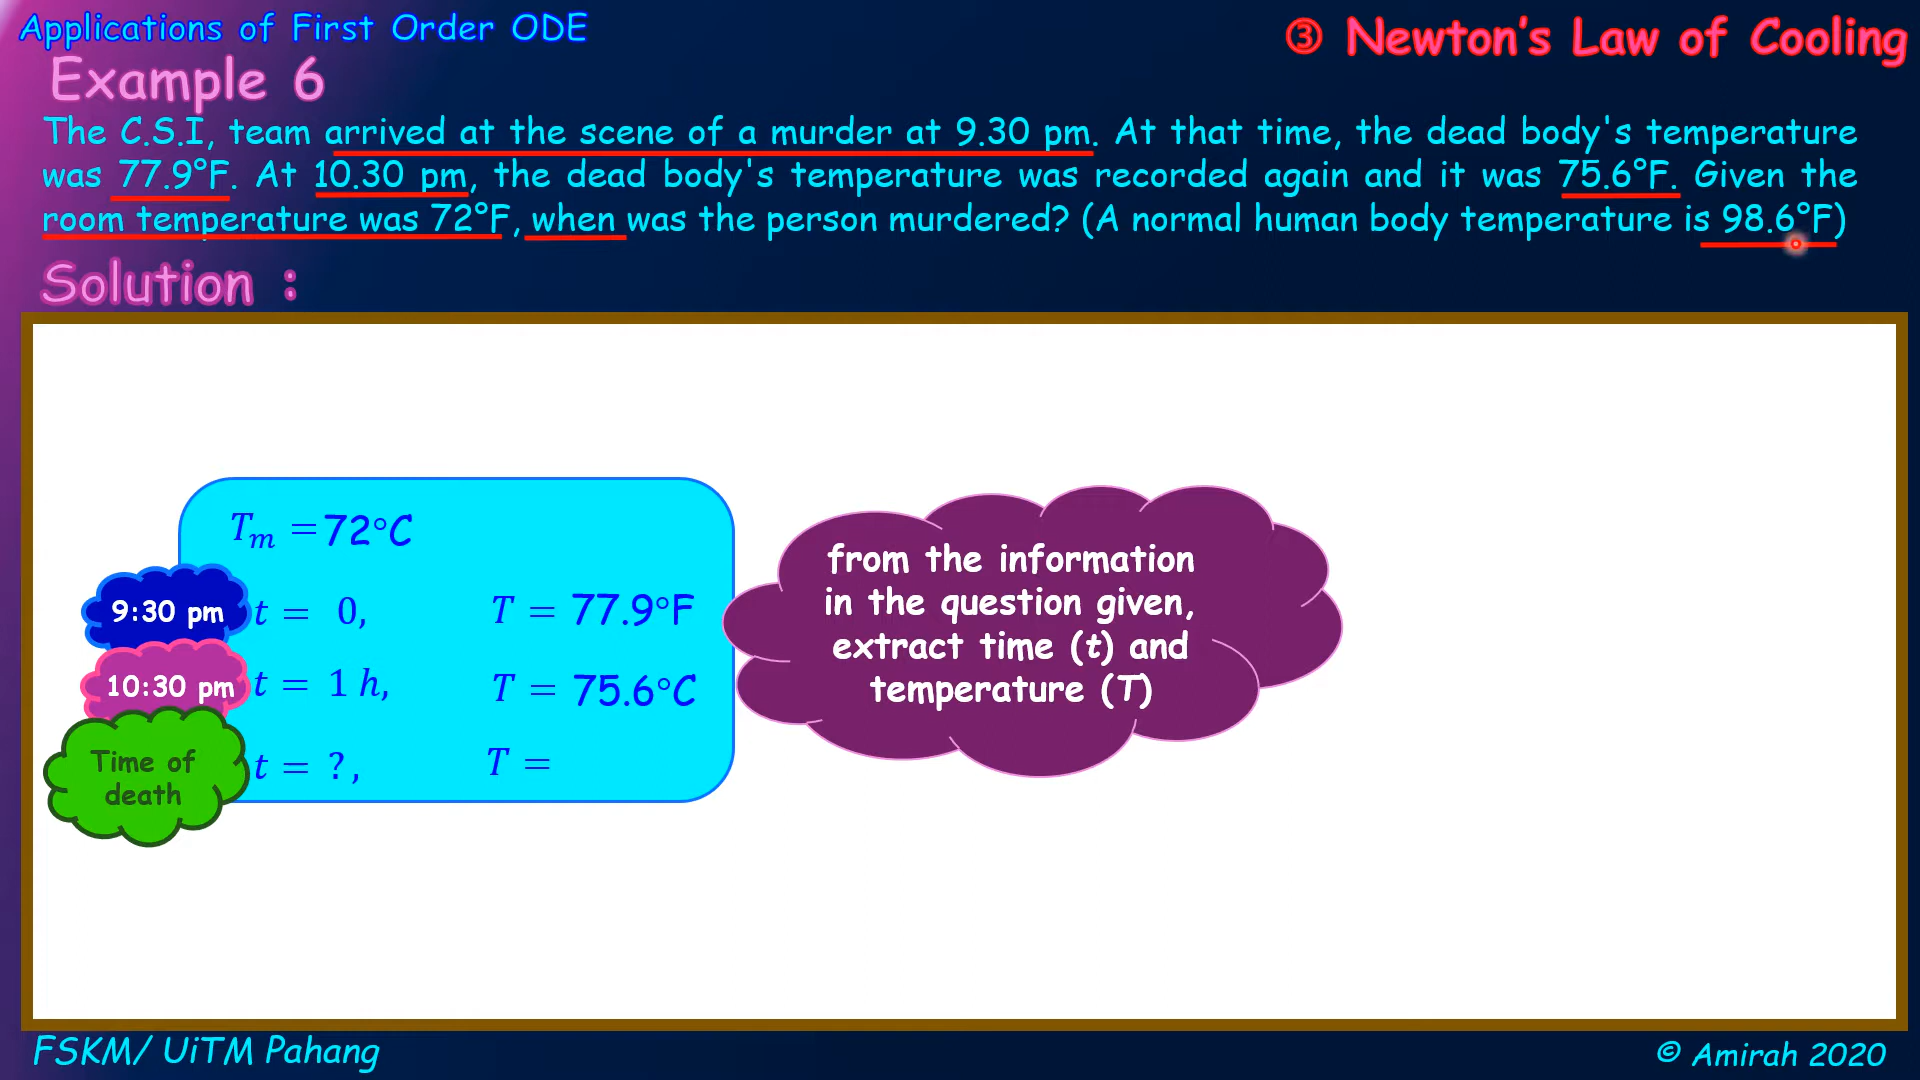 Applications of First Order ODE
③ Newton's Law of Cooling
Example 6
The C.S.I, team arrived at the scene of a murder at 9.30 pm. At that time, the dead body's temperature
was 77.9°F. At 10.30 pm, the dead body's temperature was recorded again and it was 75.6°F. Given the
room temperature was 72°F, when was the person murdered? (A normal human body temperature is 98.6°F)
Solution :
Tₘ = 72°C
9:30 pm
t = 0, T = 77.9°F
10:30 pm
t = 1 h, T = 75.6°C
Time of
death
t = ?, T =
from the information
in the question given,
extract time (t) and
temperature (T)
FSKM/ UiTM Pahang
© Amirah 2020